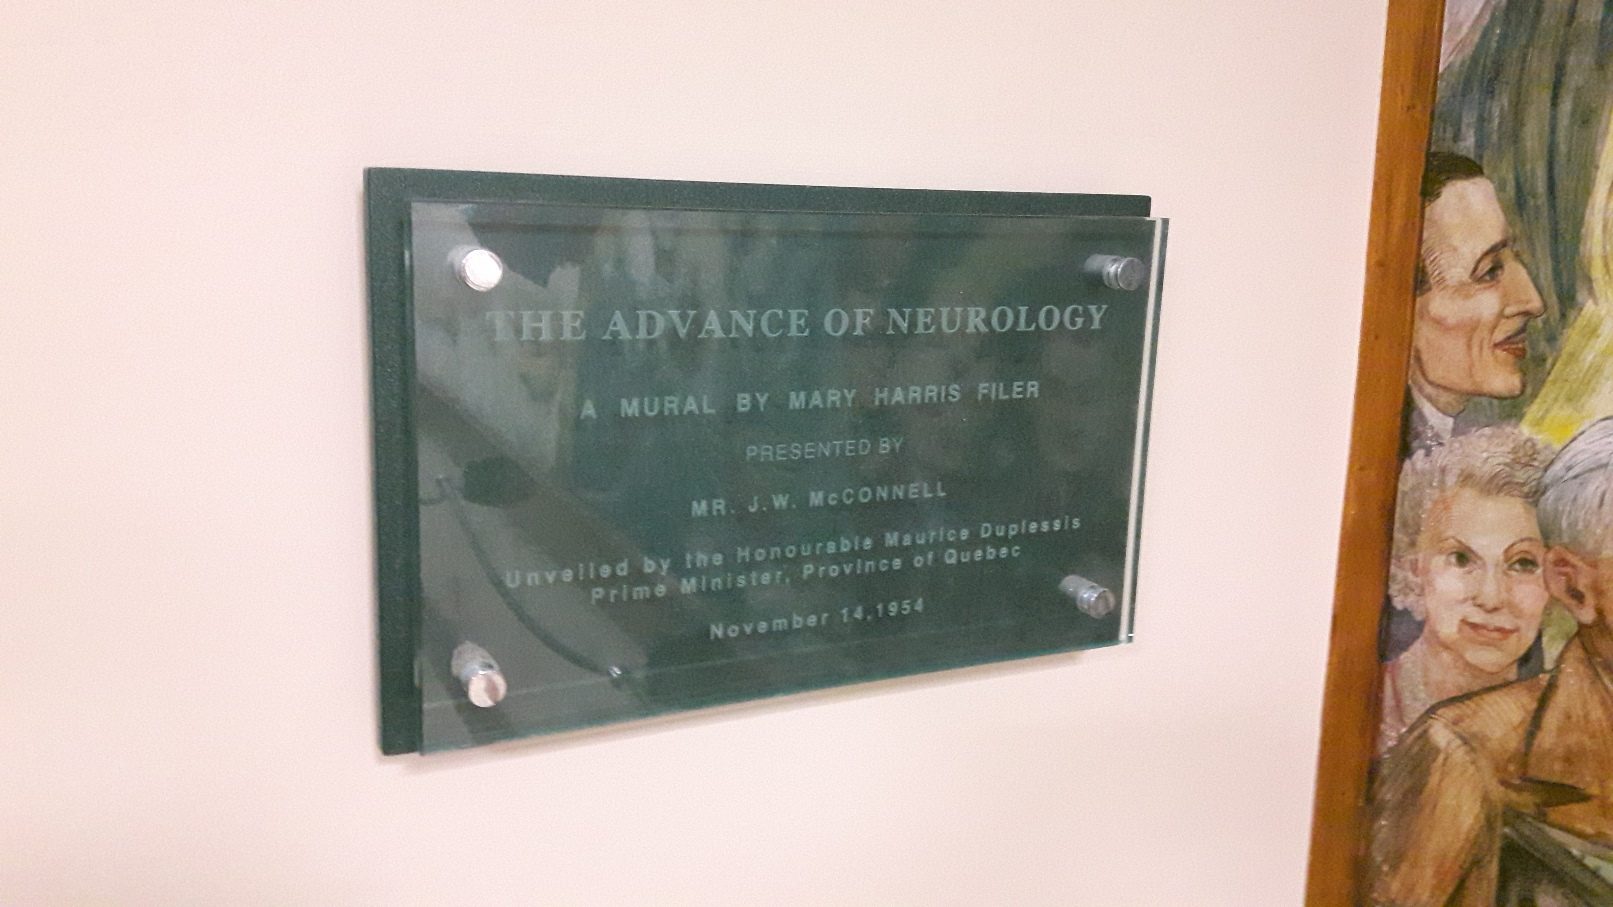 THE ADVANCE OF NEUROLOGY
A MURAL BY MARY HARRIS FILER
PRESENTED BY
MR. J.W. McCONNELL
Unveiled by the Honourable Maurice Duplessis
Prime Minister, Province of Quebec
November 14,1954